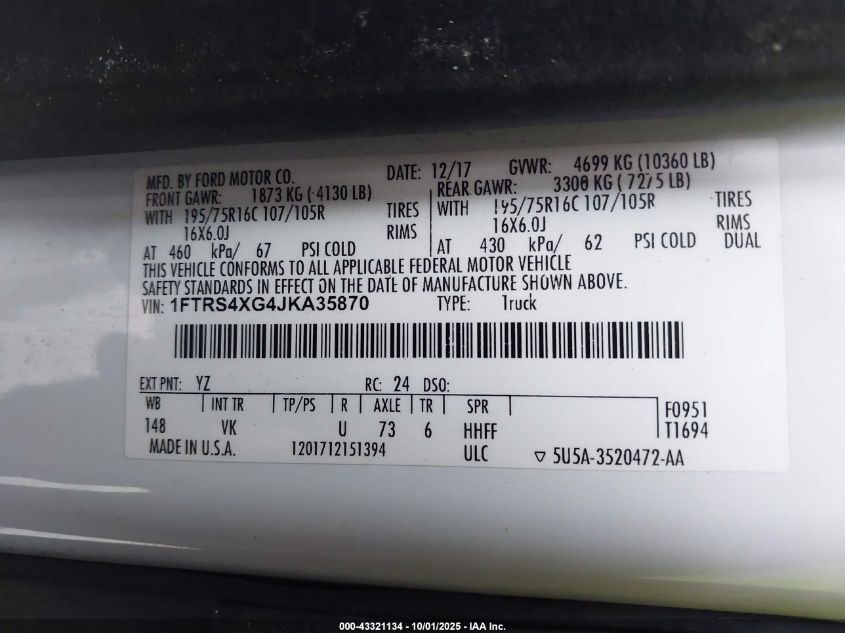 MFD. BY FORD MOTOR CO. DATE: 12/17 GVWR: 4699 KG (10360 LB)
FRONT GAWR: 1873 KG (4130 LB) REAR GAWR: 3300 KG (7275 LB)
WITH 195/75R16C 107/105R TIRES WITH 195/75R16C 107/105R TIRES
16X6.0J RIMS 16X6.0J RIMS
AT 460 kPa/ 67 PSI COLD AT 430 kPa/ 62 PSI COLD DUAL
THIS VEHICLE CONFORMS TO ALL APPLICABLE FEDERAL MOTOR VEHICLE
SAFETY STANDARDS IN EFFECT ON THE DATE OF MANUFACTURE SHOWN ABOVE.
VIN: 1FTRS4XG4JKA35870 TYPE: Truck
EXT PNT: YZ RC: 24 DSO:
WB INT TR TP/PS R AXLE TR SPR F0951
148 VK U 73 6 HHFF T1694
MADE IN U.S.A. 1201712151394 ULC ▽ 5U5A-3520472-AA
000-43321134 - 10/01/2025 - IAA Inc.